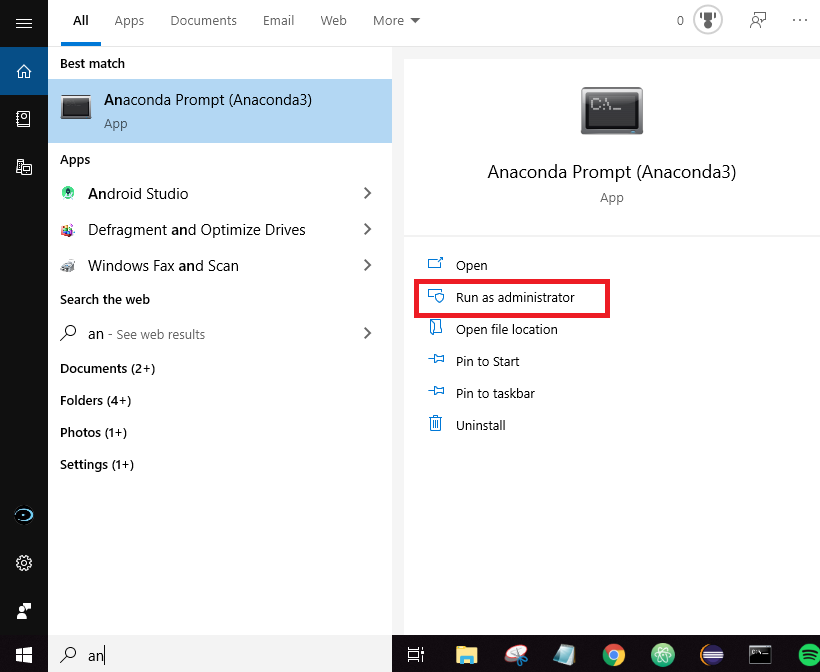 All Apps Documents Email Web More 0
Best match
Anaconda Prompt (Anaconda3)
App
Apps
Android Studio
Defragment and Optimize Drives
Windows Fax and Scan
Search the web
an - See web results
Documents (2+)
Folders (4+)
Photos (1+)
Settings (1+)
an
C:\._
Anaconda Prompt (Anaconda3)
App
Open
Run as administrator
Open file location
Pin to Start
Pin to taskbar
Uninstall